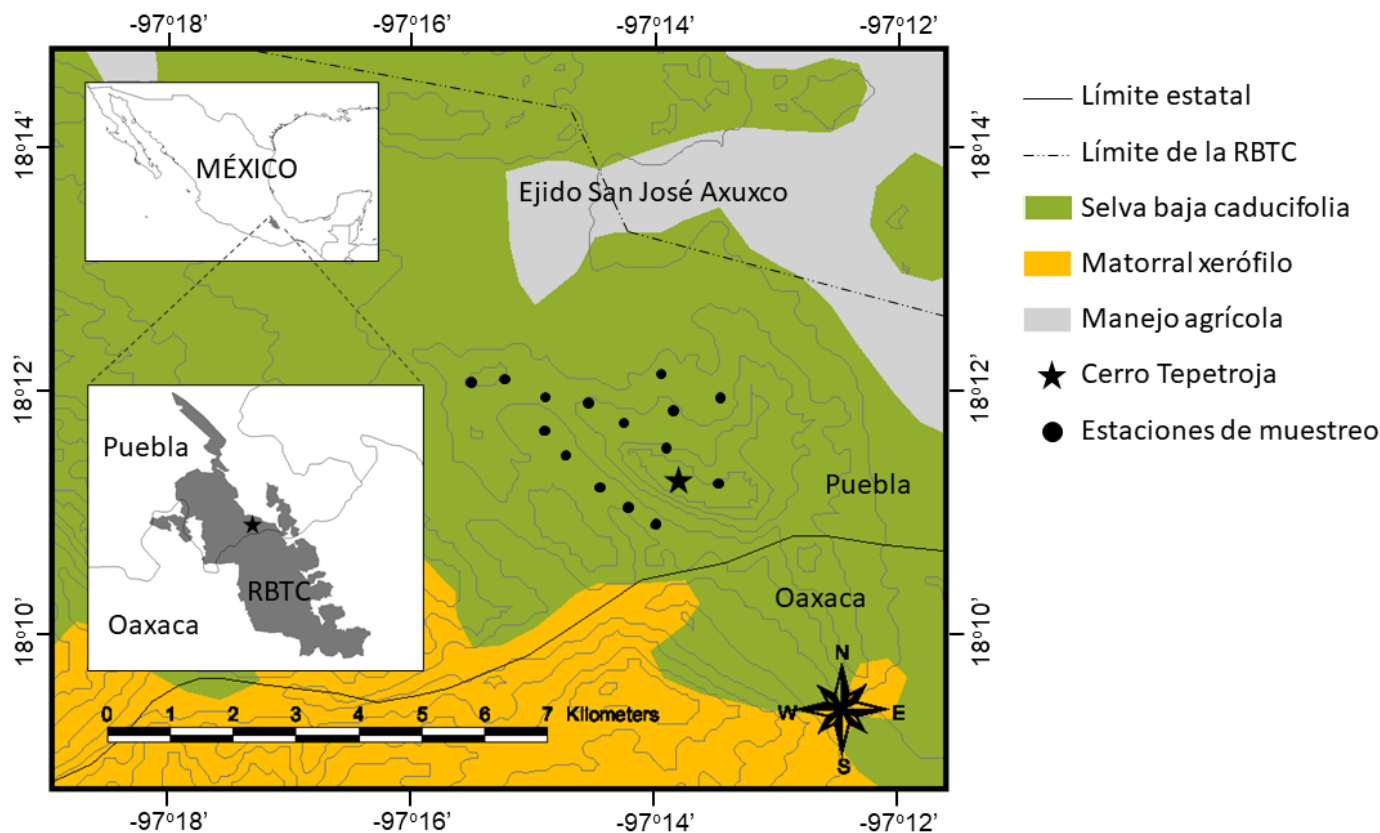 -97°18’ -97°16’ -97°14’ -97°12’
18°14’
18°12’
18°10’
MÉXICO
Ejido San José Axuxco
Puebla
RBTC
Oaxaca
Puebla
Oaxaca
N
W E
S
0 1 2 3 4 5 6 7 Kilometers
18°14’
18°12’
18°10’
-97°18’ -97°16’ -97°14’ -97°12’
Límite estatal
Límite de la RBTC
Selva baja caducifolia
Matorral xerófilo
Manejo agrícola
Cerro Tepetroja
Estaciones de muestreo